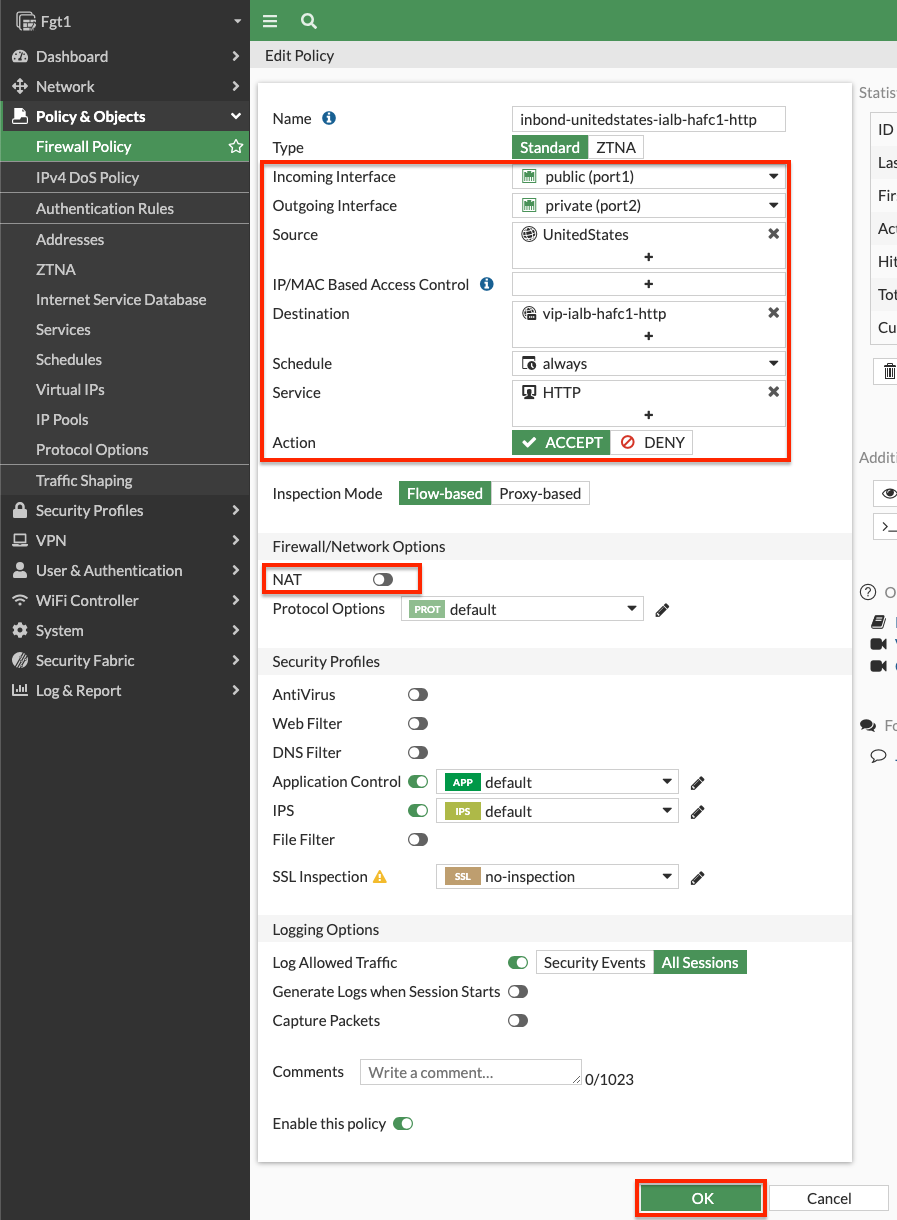 Fgt1
Dashboard
Network
Policy & Objects
Firewall Policy
IPv4 DoS Policy
Authentication Rules
Addresses
ZTNA
Internet Service Database
Services
Schedules
Virtual IPs
IP Pools
Protocol Options
Traffic Shaping
Security Profiles
VPN
User & Authentication
WiFi Controller
System
Security Fabric
Log & Report
Edit Policy
Name inbond-unitedstates-ialb-hafc1-http
Type Standard ZTNA
Incoming Interface public (port1)
Outgoing Interface private (port2)
Source UnitedStates
+
IP/MAC Based Access Control +
Destination vip-ialb-hafc1-http
+
Schedule always
Service HTTP
+
Action ACCEPT DENY
Inspection Mode Flow-based Proxy-based
Firewall/Network Options
NAT
Protocol Options PROT default
Security Profiles
AntiVirus
Web Filter
DNS Filter
Application Control APP default
IPS IPS default
File Filter
SSL Inspection SSL no-inspection
Logging Options
Log Allowed Traffic Security Events All Sessions
Generate Logs when Session Starts
Capture Packets
Comments Write a comment... 0/1023
Enable this policy
OK Cancel
Statis
ID
Las
Fir
Act
Hit
Tot
Cu
Additi
>_
O
Fo